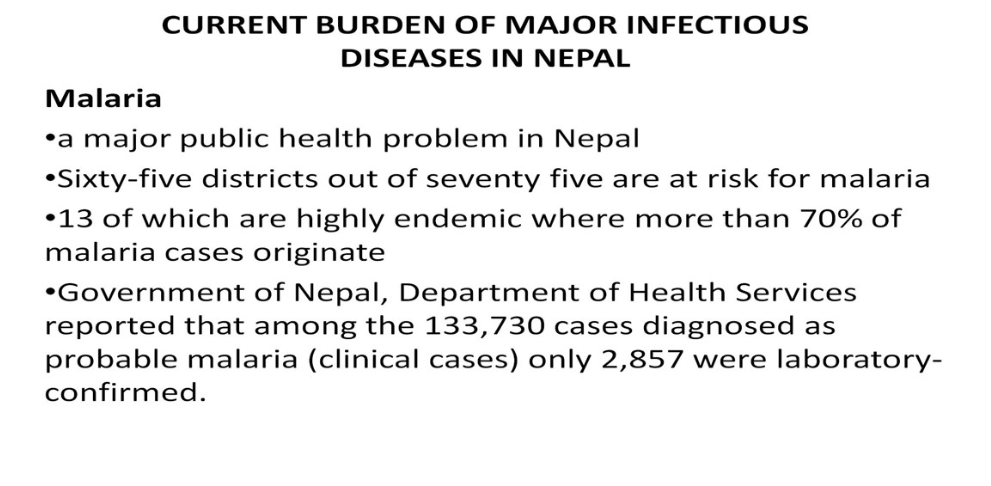 CURRENT BURDEN OF MAJOR INFECTIOUS
DISEASES IN NEPAL
Malaria
•a major public health problem in Nepal
•Sixty-five districts out of seventy five are at risk for malaria
•13 of which are highly endemic where more than 70% of
malaria cases originate
•Government of Nepal, Department of Health Services
reported that among the 133,730 cases diagnosed as
probable malaria (clinical cases) only 2,857 were laboratory-
confirmed.